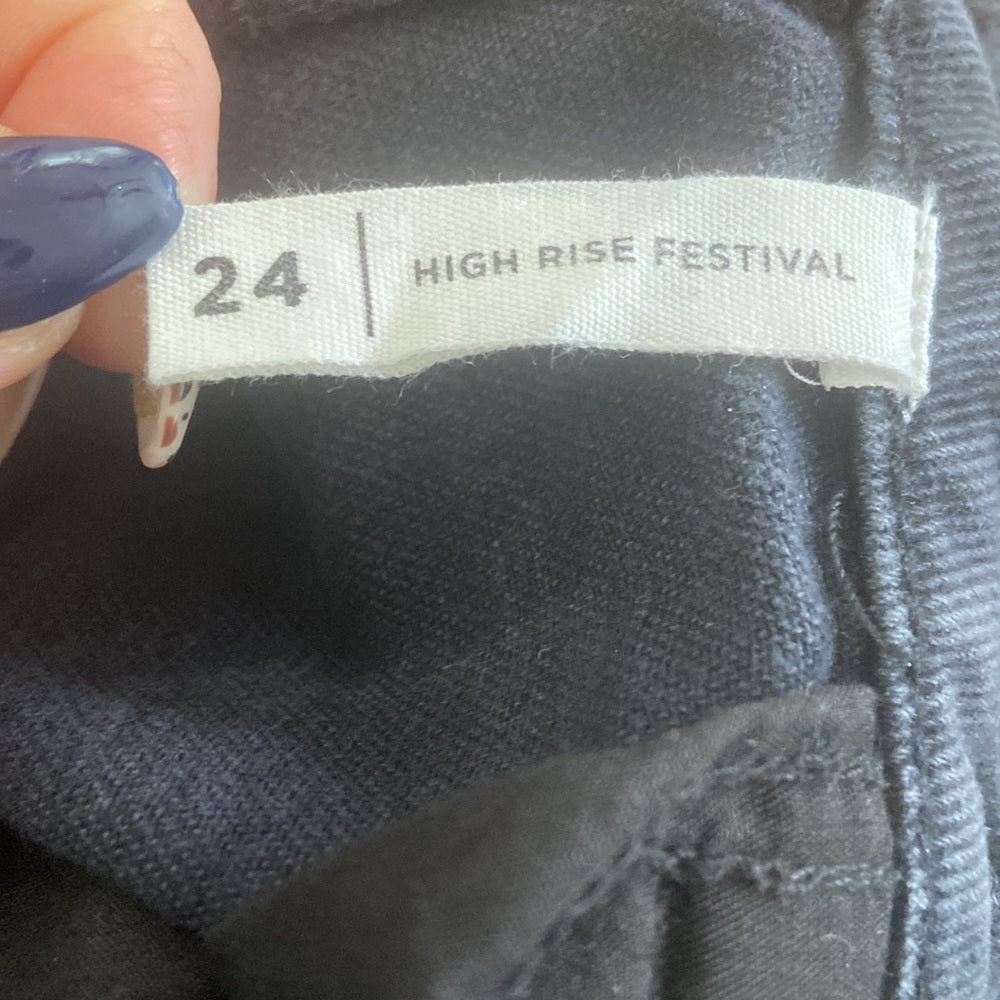 24 | HIGH RISE FESTIVAL